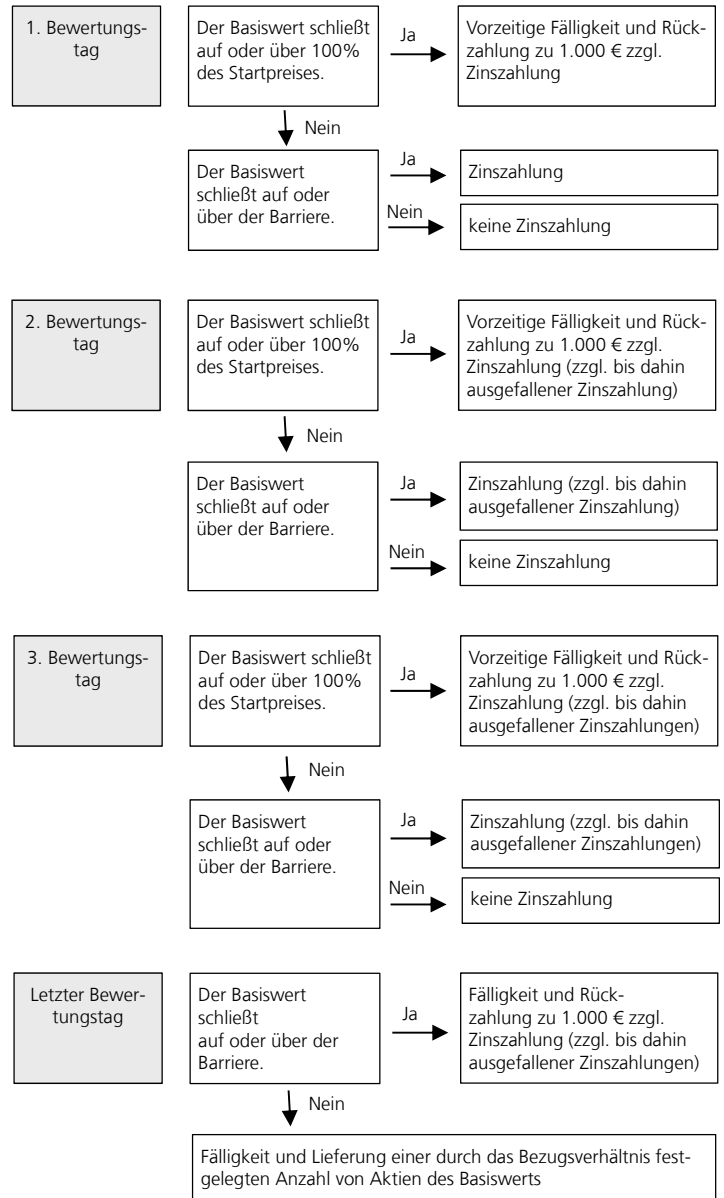 1. Bewertungs-
tag
Der Basiswert schließt
auf oder über 100%
des Startpreises.
Ja
Vorzeitige Fälligkeit und Rück-
zahlung zu 1.000 € zzgl.
Zinszahlung
Nein
Der Basiswert
schließt auf oder
über der Barriere.
Ja
Zinszahlung
Nein
keine Zinszahlung
2. Bewertungs-
tag
Der Basiswert schließt
auf oder über 100%
des Startpreises.
Ja
Vorzeitige Fälligkeit und Rück-
zahlung zu 1.000 € zzgl.
Zinszahlung (zzgl. bis dahin
ausgefallener Zinszahlung)
Nein
Der Basiswert
schließt auf oder
über der Barriere.
Ja
Zinszahlung (zzgl. bis dahin
ausgefallener Zinszahlung)
Nein
keine Zinszahlung
3. Bewertungs-
tag
Der Basiswert schließt
auf oder über 100%
des Startpreises.
Ja
Vorzeitige Fälligkeit und Rück-
zahlung zu 1.000 € zzgl.
Zinszahlung (zzgl. bis dahin
ausgefallener Zinszahlungen)
Nein
Der Basiswert
schließt auf oder
über der Barriere.
Ja
Zinszahlung (zzgl. bis dahin
ausgefallener Zinszahlungen)
Nein
keine Zinszahlung
Letzter Bewer-
tungstag
Der Basiswert
schließt
auf oder über der
Barriere.
Ja
Fälligkeit und Rück-
zahlung zu 1.000 € zzgl.
Zinszahlung (zzgl. bis dahin
ausgefallener Zinszahlungen)
Nein
Fälligkeit und Lieferung einer durch das Bezugsverhältnis fest-
gelegten Anzahl von Aktien des Basiswerts